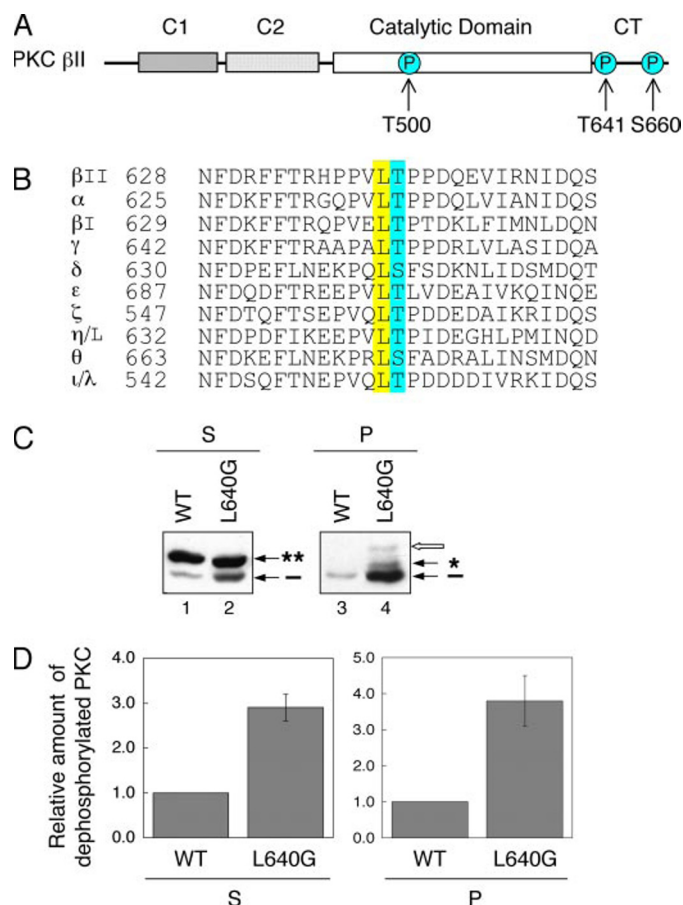 A
C1 C2 Catalytic Domain CT
PKC βII P P P
T500 T641 S660
B
βII 628 NFDRFFTRHPPVLTPPDQEVIRNIDQS
α 625 NFDKFFTRGQPVLTPPDQLVIANIDQS
βI 629 NFDKFFTRQPVELTPTDKLFIMNLDQN
γ 642 NFDKFFTRAAPALTPPDRLVLASIDQA
δ 630 NFDPEFLNEKPQLSFSDKNLIDSMDQT
ε 687 NFDQDFTREEPVLTLVDEAIVKQINQE
ζ 547 NFDTQFTSEPVQLTPDDEDAIKRIDQS
η/L 632 NFDPDFIKEEPVLTPIDEGHLPMINQD
θ 663 NFDKEFLNEKPRLSFADRALINSMDQN
ι/λ 542 NFDSQFTNEPVQLTPDDDDIVRKIDQS
C
S P
WT L640G WT L640G
**
*
–
–
1 2 3 4
D
Relative amount of
dephosphorylated PKC
4.0
3.0
2.0
1.0
0.0
WT L640G
S
5.0
4.0
3.0
2.0
1.0
0.0
WT L640G
P